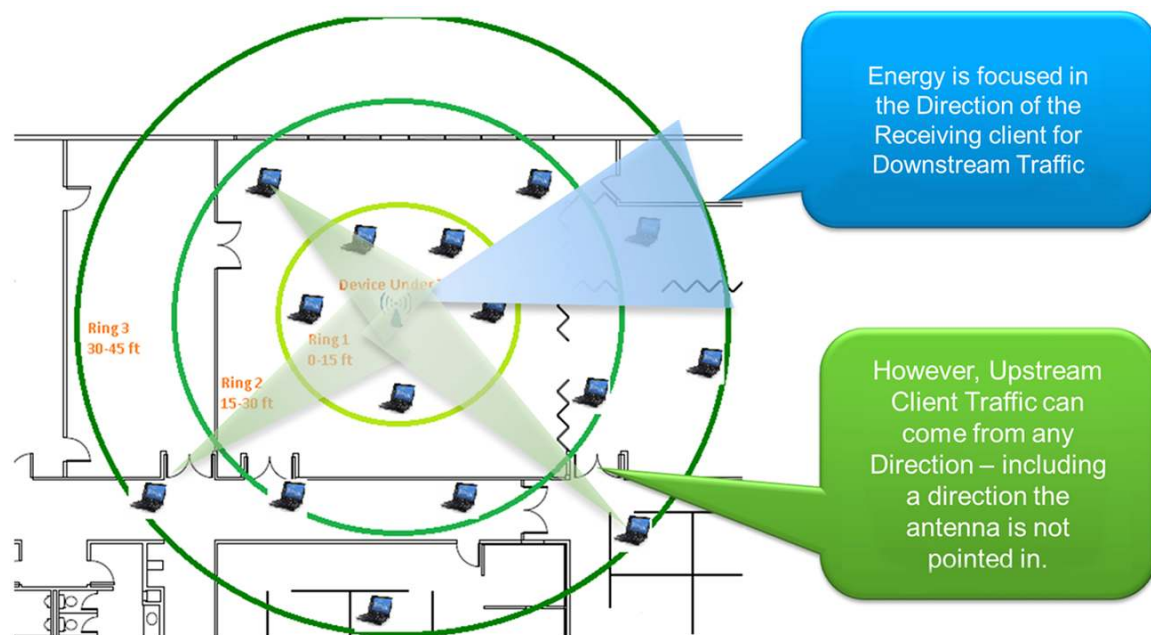 Energy is focused in
the Direction of the
Receiving client for
Downstream Traffic
Device Under
Ring 3
30-45 ft
Ring 1
0-15 ft
Ring 2
15-30 ft
However, Upstream
Client Traffic can
come from any
Direction – including
a direction the
antenna is not
pointed in.